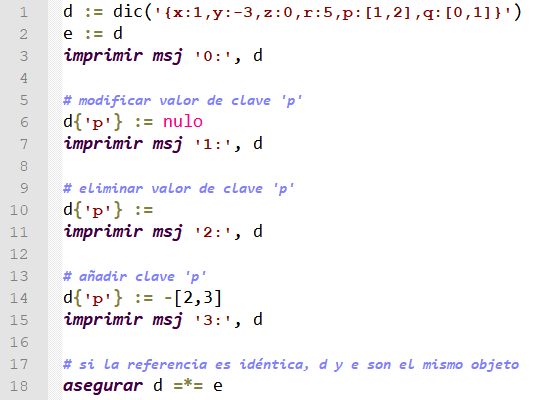 1 d := dic('{x:1,y:-3,z:0,r:5,p:[1,2],q:[0,1]}')
2 e := d
3 imprimir msj '0:', d
4
5 # modificar valor de clave 'p'
6 d{'p'} := nulo
7 imprimir msj '1:', d
8
9 # eliminar valor de clave 'p'
10 d{'p'} :=
11 imprimir msj '2:', d
12
13 # añadir clave 'p'
14 d{'p'} := -[2,3]
15 imprimir msj '3:', d
16
17 # si la referencia es idéntica, d y e son el mismo objeto
18 asegurar d =*= e